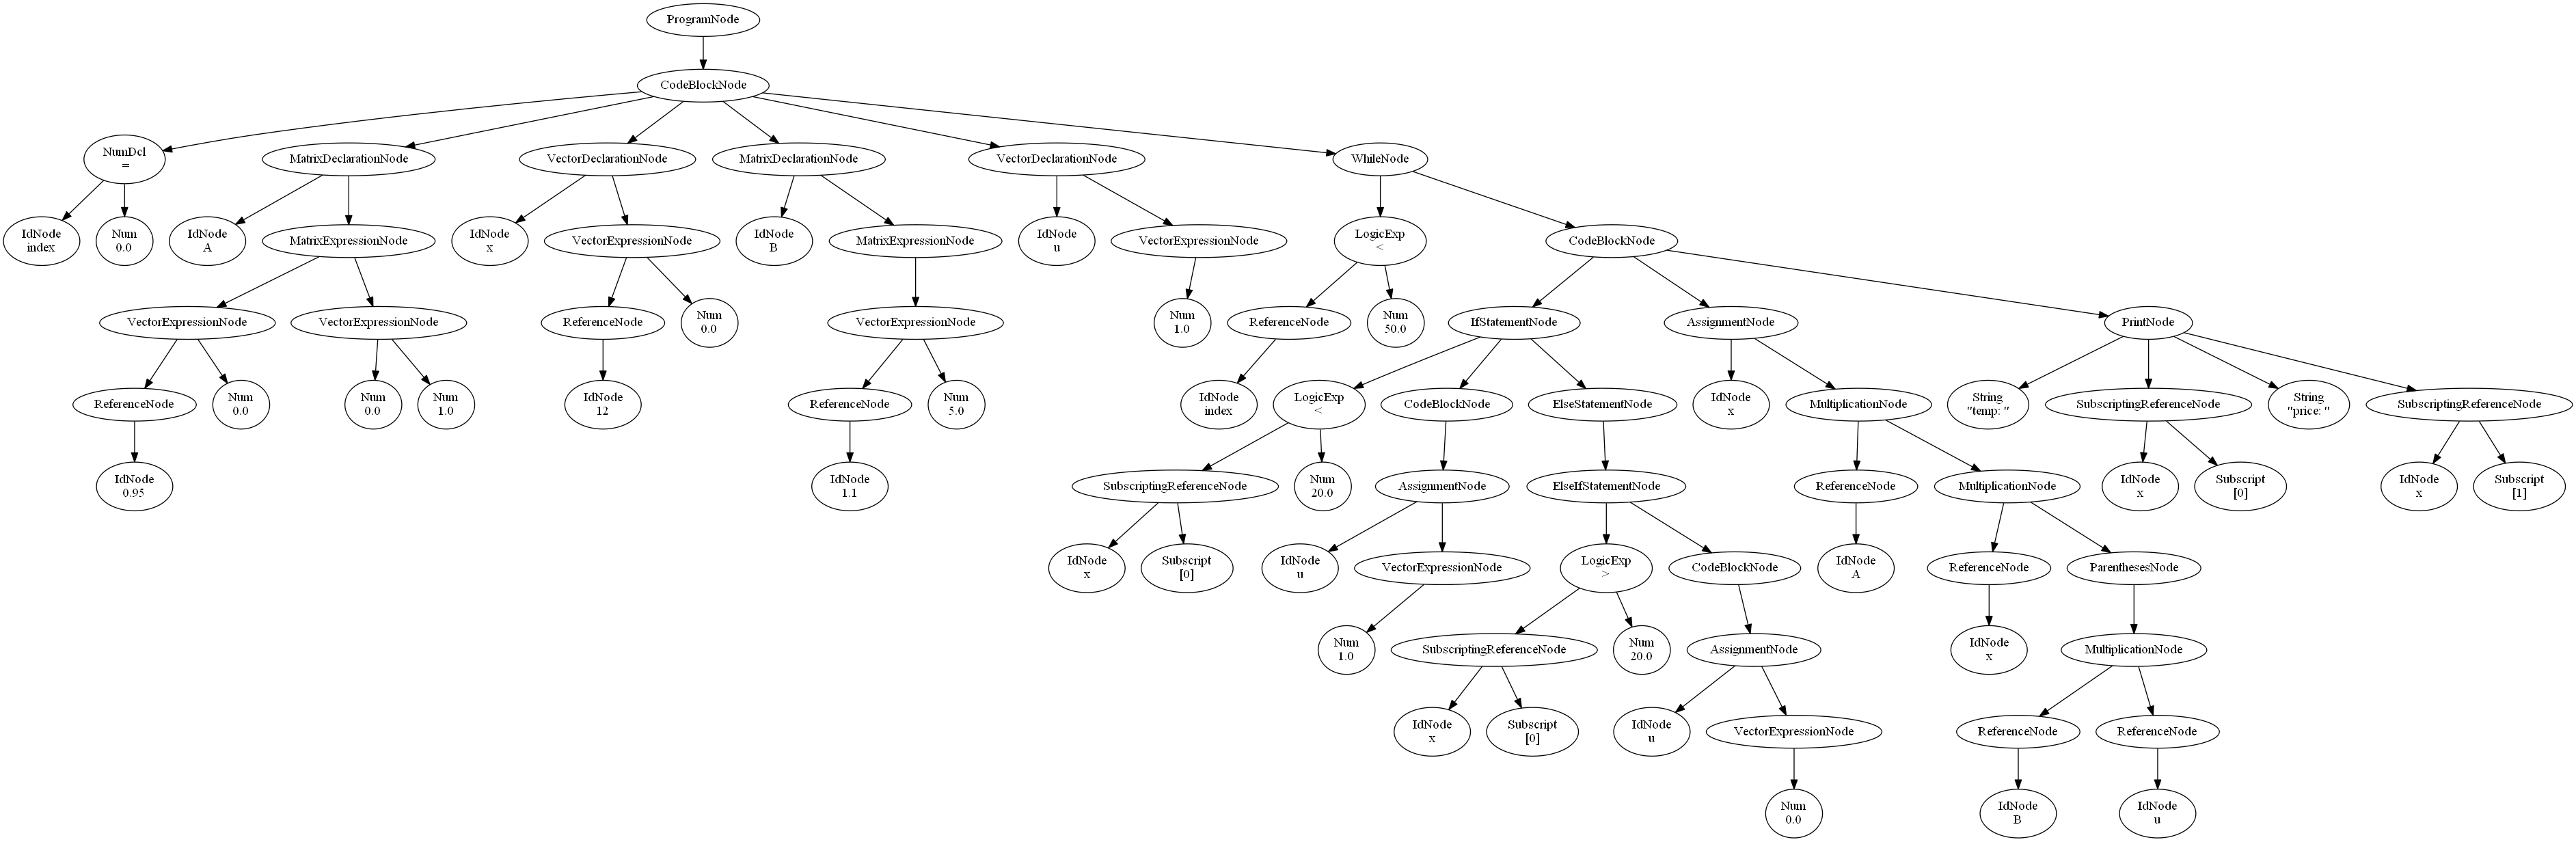 ProgramNode
CodeBlockNode
NumDcl
=
MatrixDeclarationNode
VectorDeclarationNode
MatrixDeclarationNode
VectorDeclarationNode
WhileNode
IdNode
index
Num
0.0
IdNode
A
MatrixExpressionNode
IdNode
x
VectorExpressionNode
IdNode
B
MatrixExpressionNode
IdNode
u
VectorExpressionNode
LogicExp
<
CodeBlockNode
VectorExpressionNode
VectorExpressionNode
ReferenceNode
Num
0.0
VectorExpressionNode
Num
1.0
ReferenceNode
Num
50.0
IfStatementNode
AssignmentNode
PrintNode
ReferenceNode
Num
0.0
Num
0.0
Num
1.0
IdNode
12
ReferenceNode
Num
5.0
IdNode
index
LogicExp
<
CodeBlockNode
ElseStatementNode
IdNode
x
MultiplicationNode
String
"temp: "
SubscriptingReferenceNode
String
"price: "
SubscriptingReferenceNode
IdNode
0.95
IdNode
1.1
SubscriptingReferenceNode
Num
20.0
AssignmentNode
ElseIfStatementNode
ReferenceNode
MultiplicationNode
IdNode
x
Subscript
[0]
IdNode
x
Subscript
[1]
IdNode
x
Subscript
[0]
IdNode
u
VectorExpressionNode
LogicExp
>
CodeBlockNode
IdNode
A
ReferenceNode
ParenthesesNode
Num
1.0
SubscriptingReferenceNode
Num
20.0
AssignmentNode
IdNode
x
MultiplicationNode
IdNode
x
Subscript
[0]
IdNode
u
VectorExpressionNode
ReferenceNode
ReferenceNode
Num
0.0
IdNode
B
IdNode
u